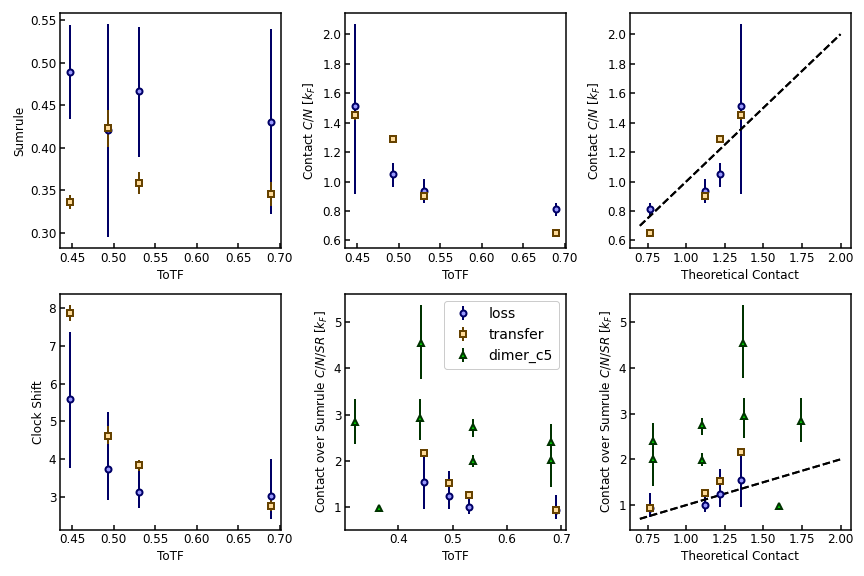 Sumrule
0.55
0.50
0.45
0.40
0.35
0.30
0.45 0.50 0.55 0.60 0.65 0.70
ToTF
Contact C/N [k_F]
2.0
1.8
1.6
1.4
1.2
1.0
0.8
0.6
0.45 0.50 0.55 0.60 0.65 0.70
ToTF
Contact C/N [k_F]
2.0
1.8
1.6
1.4
1.2
1.0
0.8
0.6
0.75 1.00 1.25 1.50 1.75 2.00
Theoretical Contact
Clock Shift
8
7
6
5
4
3
0.45 0.50 0.55 0.60 0.65 0.70
ToTF
Contact over Sumrule C/N/SR [k_F]
5
4
3
2
1
loss
transfer
dimer_c5
0.4 0.5 0.6 0.7
ToTF
Contact over Sumrule C/N/SR [k_F]
5
4
3
2
1
0.75 1.00 1.25 1.50 1.75 2.00
Theoretical Contact